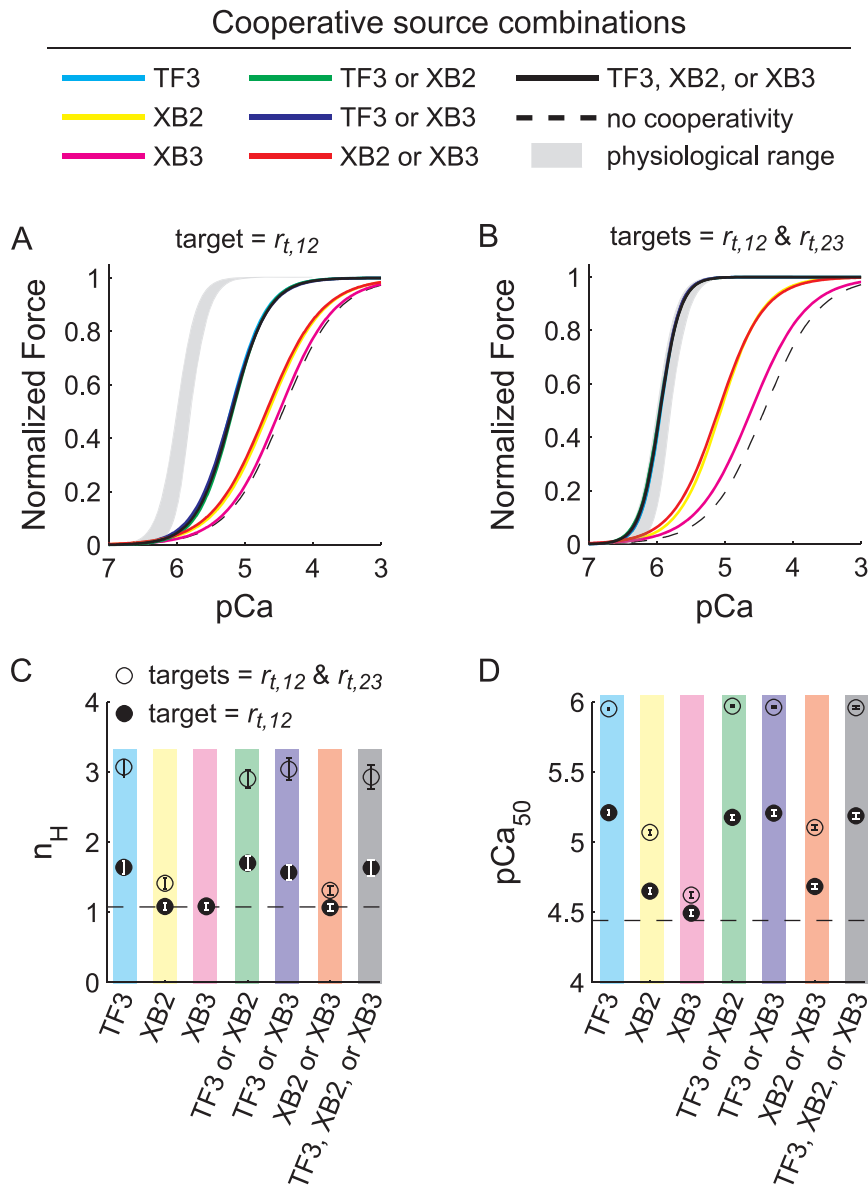 Cooperative source combinations
TF3
TF3 or XB2
TF3, XB2, or XB3
XB2
TF3 or XB3
no cooperativity
XB3
XB2 or XB3
physiological range
A
target = r_t,12
Normalized Force
1
0.8
0.6
0.4
0.2
0
7
6
5
4
3
pCa
B
targets = r_t,12 & r_t,23
Normalized Force
1
0.8
0.6
0.4
0.2
0
7
6
5
4
3
pCa
C
targets = r_t,12 & r_t,23
target = r_t,12
n_H
4
3
2
1
0
TF3
XB2
XB3
TF3 or XB2
TF3 or XB3
XB2 or XB3
TF3, XB2, or XB3
D
pCa_50
6
5.5
5
4.5
4
TF3
XB2
XB3
TF3 or XB2
TF3 or XB3
XB2 or XB3
TF3, XB2, or XB3